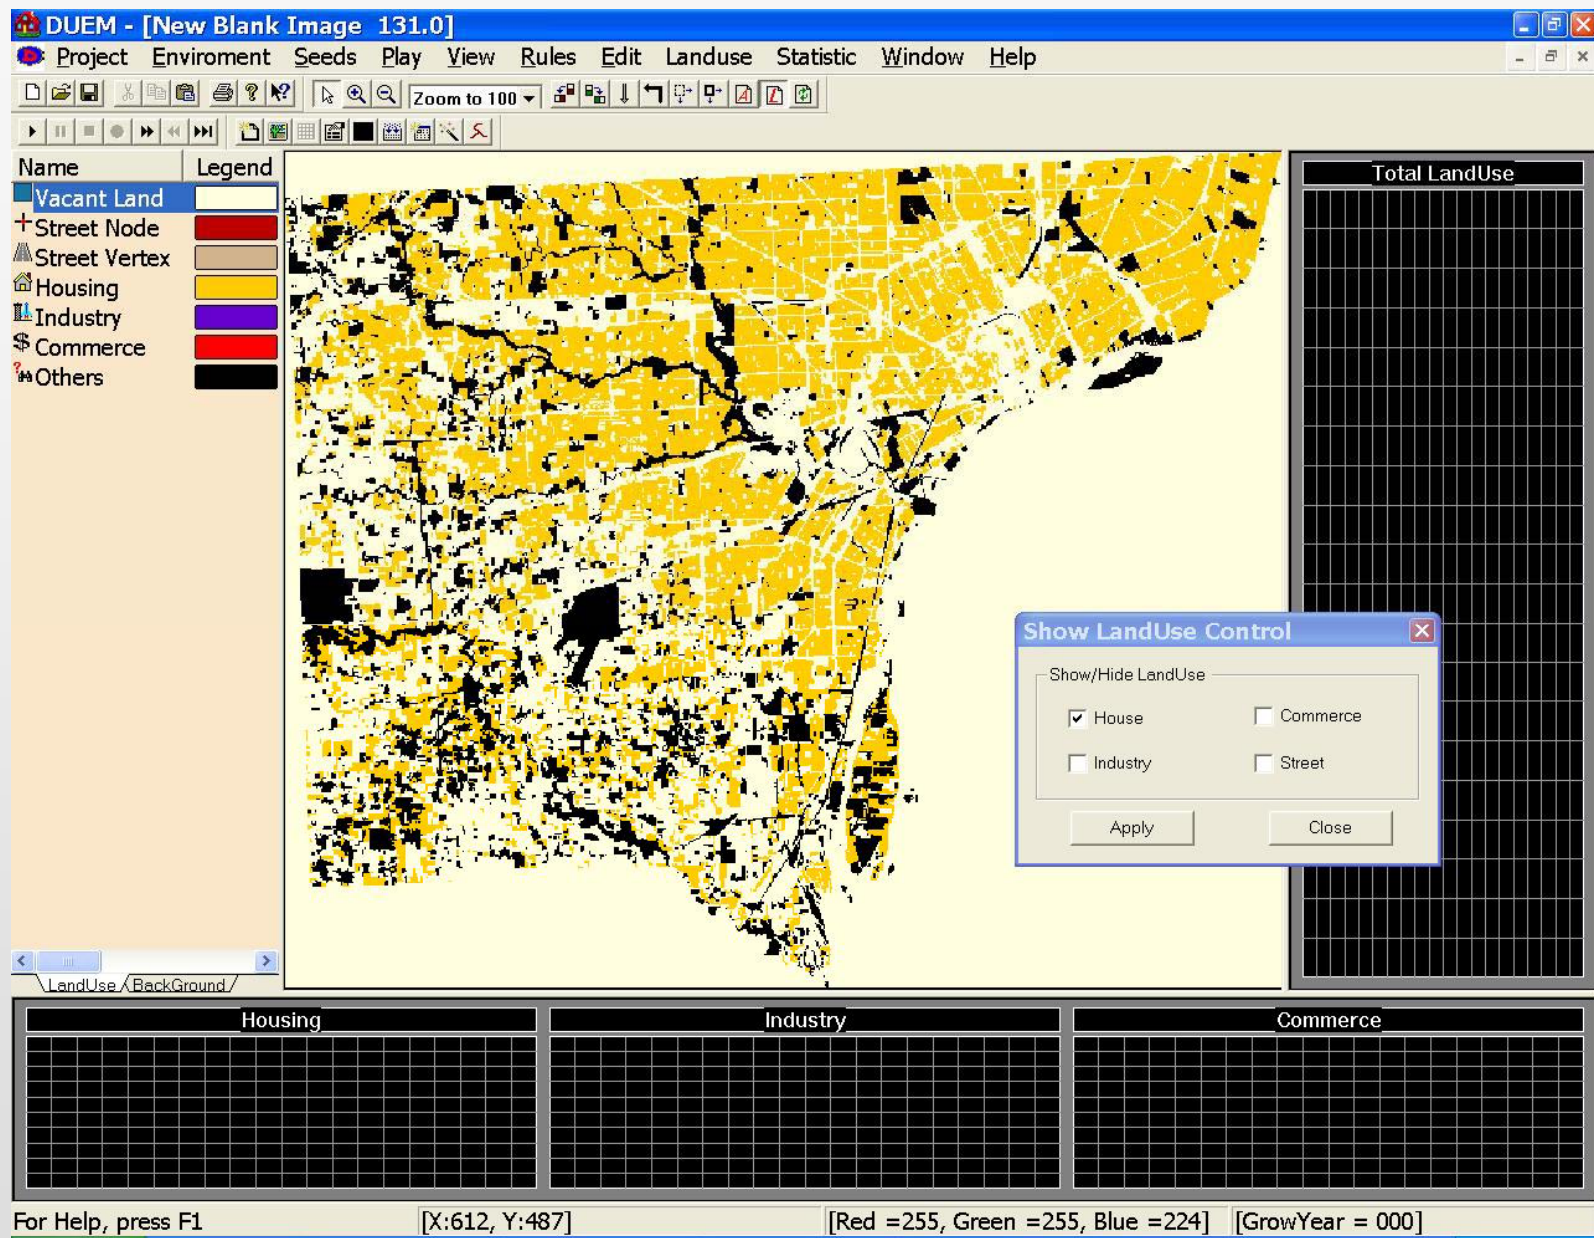 DUEM - [New Blank Image  131.0]
Project Enviroment Seeds Play View Rules Edit Landuse Statistic Window Help
Zoom to 100
Name Legend
Vacant Land
Street Node
Street Vertex
Housing
Industry
Commerce
Others
LandUse BackGround
Total LandUse
Show LandUse Control
Show/Hide LandUse
House Commerce
Industry Street
Apply Close
Housing Industry Commerce
For Help, press F1 [X:612, Y:487] [Red =255, Green =255, Blue =224] [GrowYear = 000]